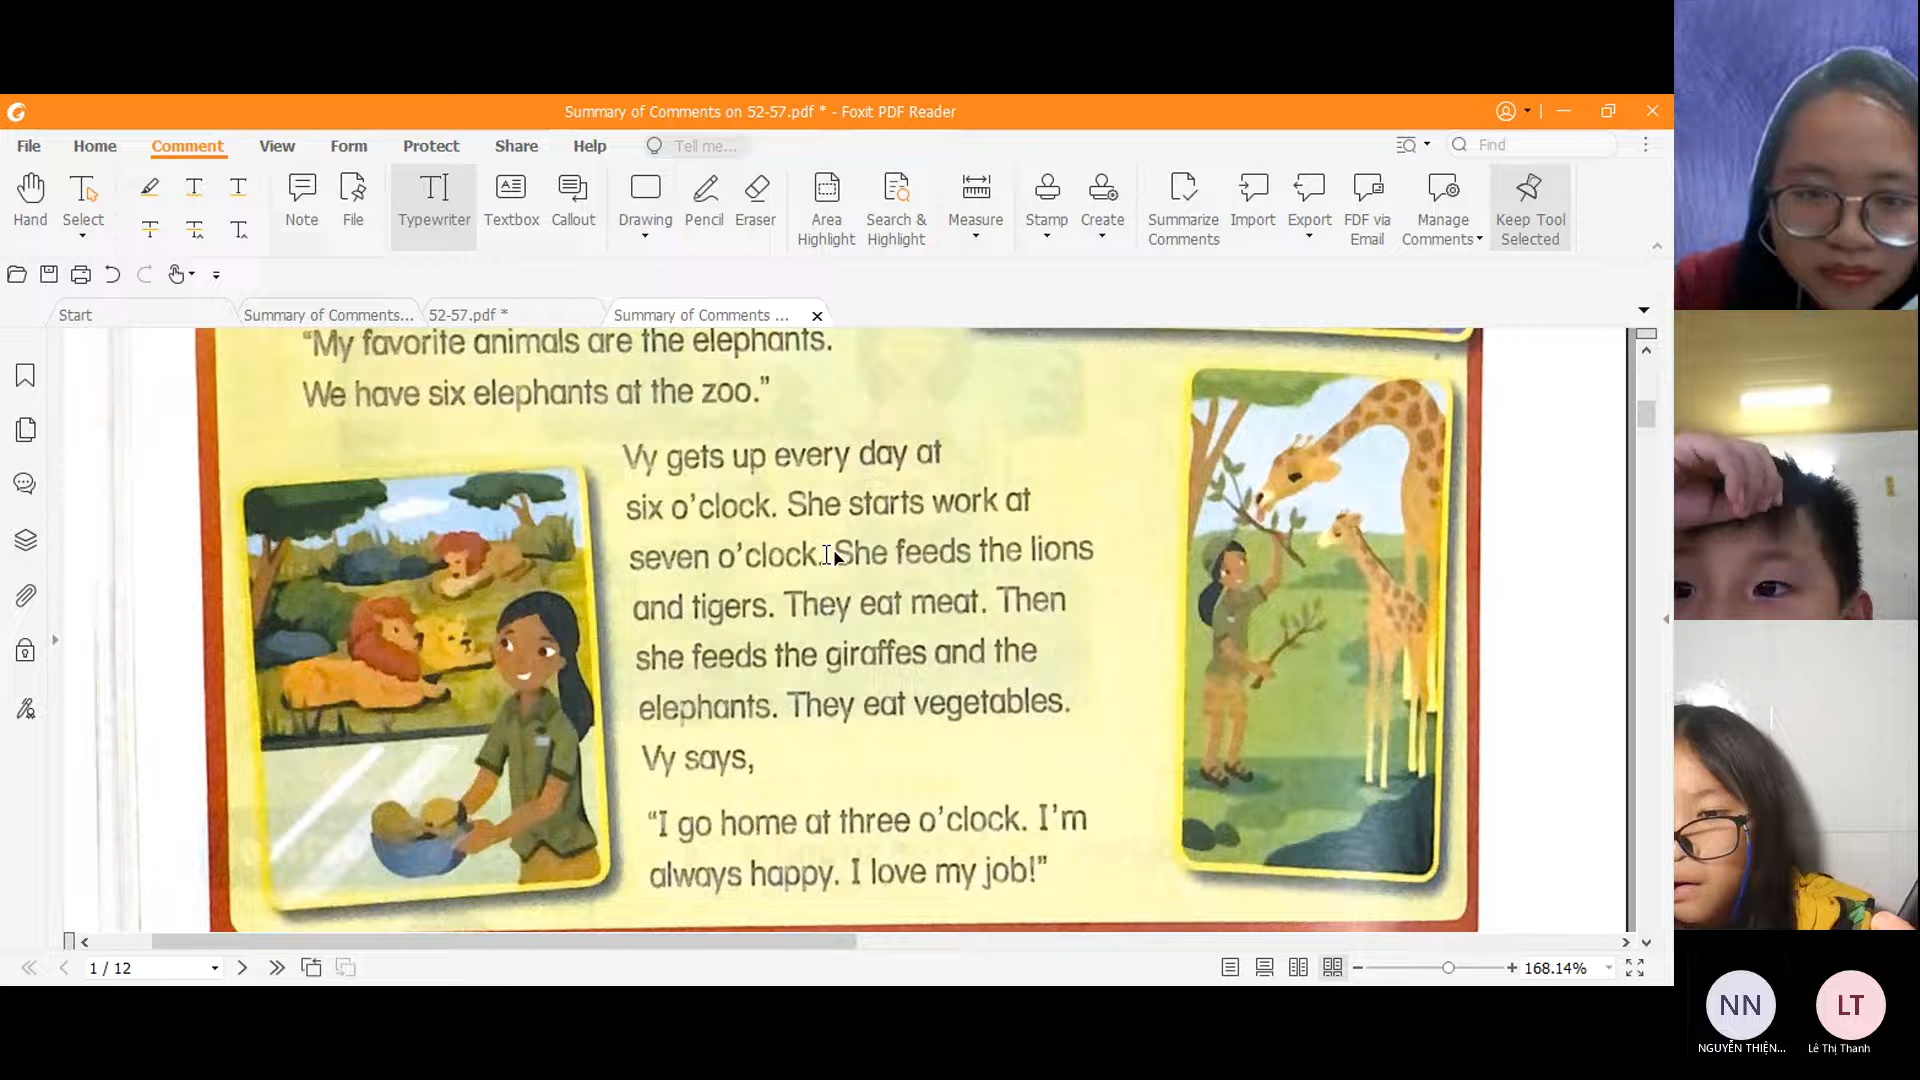 Summary of Comments on 52-57.pdf * - Foxit PDF Reader
File Home Comment View Form Protect Share Help Tell me... Find
Hand Select Note File Typewriter Textbox Callout Drawing Pencil Eraser Area Highlight Search & Highlight Measure Stamp Create Summarize Comments Import Export PDF via Email Manage Comments Keep Tool Selected
Start Summary of Comments... 52-57.pdf * Summary of Comments ...
“My favorite animals are the elephants.
We have six elephants at the zoo.”
Vy gets up every day at
six o’clock. She starts work at
seven o’clock. She feeds the lions
and tigers. They eat meat. Then
she feeds the giraffes and the
elephants. They eat vegetables.
Vy says,
“I go home at three o’clock. I’m
always happy. I love my job!”
1 / 12
168.14%
NN LT
NGUYỄN THIỆN... Lê Thị Thanh